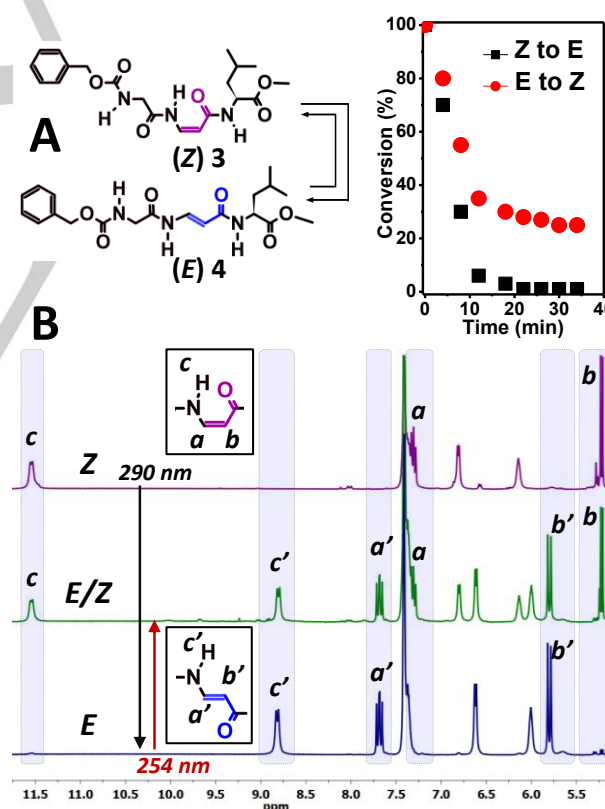 A
O
N
H
H
N
O
H
O
N
H
O
O
(Z) 3
O
O
N
H
O
N
H
O
N
H
O
O
(E) 4
Conversion (%)
100
80
60
40
20
0
Z to E
E to Z
0 10 20 30 40
Time (min)
B
c
H
N
O
a b
c
Z
290 nm
a
b
c
E/Z
c'
a'
a
b'
b
c'
H
N
b'
a'
O
E
254 nm
c'
a'
b'
11.5 11.0 10.5 10.0 9.5 9.0 8.5 8.0 7.5 7.0 6.5 6.0 5.5
ppm